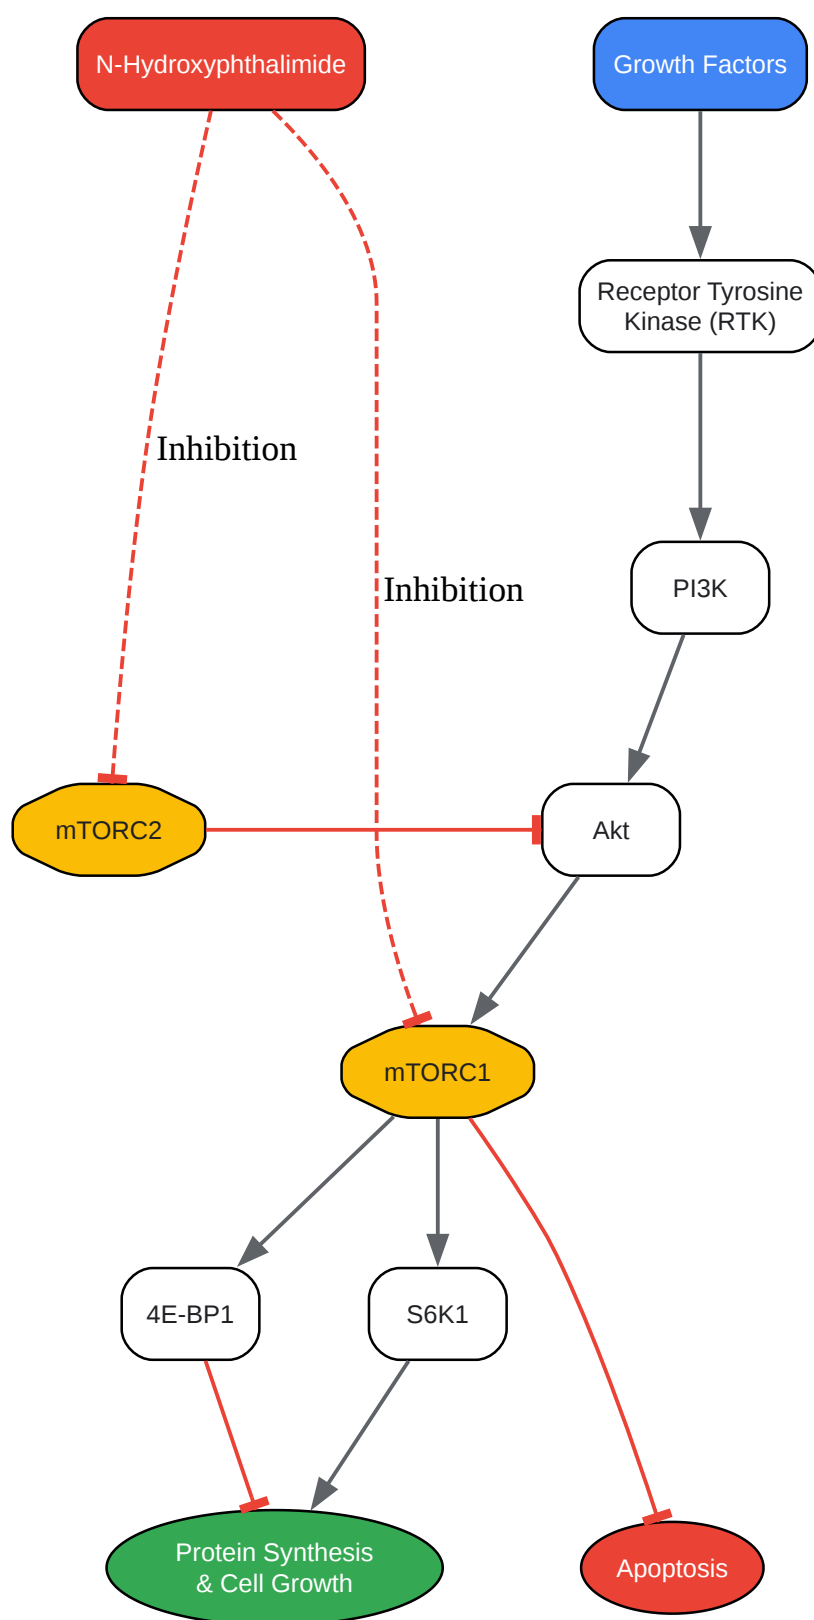 N-Hydroxyphthalimide
Growth Factors
Receptor Tyrosine
Kinase (RTK)
Inhibition
Inhibition
PI3K
mTORC2
Akt
mTORC1
4E-BP1
S6K1
Protein Synthesis
& Cell Growth
Apoptosis